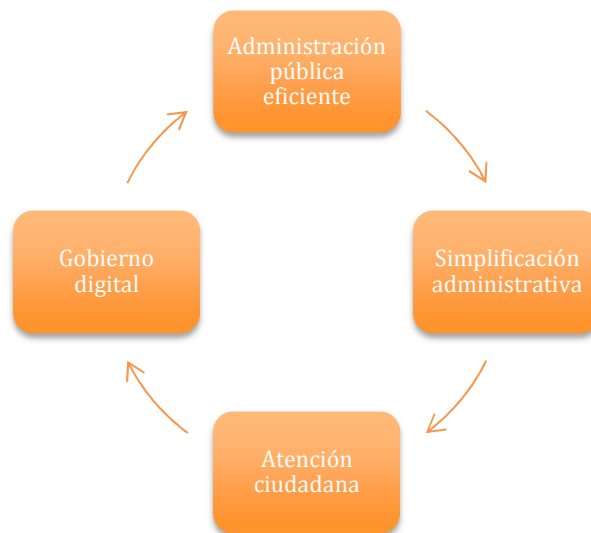 Administración
pública
eficiente
Simplificación
administrativa
Atención
ciudadana
Gobierno
digital